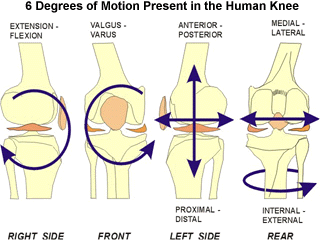 6 Degrees of Motion Present in the Human Knee
EXTENSION -
FLEXION
VALGUS -
VARUS
ANTERIOR -
POSTERIOR
MEDIAL -
LATERAL
PROXIMAL -
DISTAL
INTERNAL -
EXTERNAL
RIGHT SIDE
FRONT
LEFT SIDE
REAR